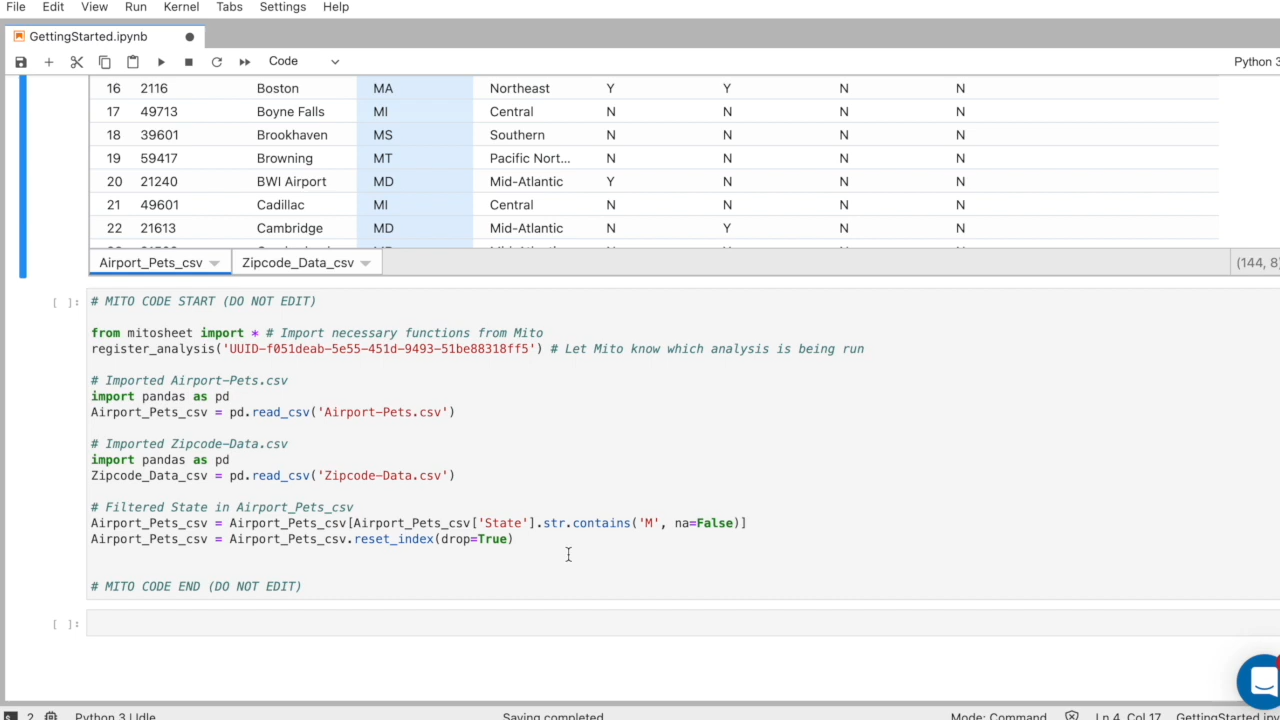 File Edit View Run Kernel Tabs Settings Help
GettingStarted.ipynb
Code Python 3
16 2116 Boston MA Northeast Y Y N N
17 49713 Boyne Falls MI Central N N N N
18 39601 Brookhaven MS Southern N N N N
19 59417 Browning MT Pacific Nort... N N N N
20 21240 BWI Airport MD Mid-Atlantic Y N N N
21 49601 Cadillac MI Central N N N N
22 21613 Cambridge MD Mid-Atlantic N Y N N
Airport_Pets_csv Zipcode_Data_csv (144, 8)
[ ]: # MITO CODE START (DO NOT EDIT)
from mitosheet import * # Import necessary functions from Mito
register_analysis('UUID-f051deab-5e55-451d-9493-51be88318ff5') # Let Mito know which analysis is being run
# Imported Airport-Pets.csv
import pandas as pd
Airport_Pets_csv = pd.read_csv('Airport-Pets.csv')
# Imported Zipcode-Data.csv
import pandas as pd
Zipcode_Data_csv = pd.read_csv('Zipcode-Data.csv')
# Filtered State in Airport_Pets_csv
Airport_Pets_csv = Airport_Pets_csv[Airport_Pets_csv['State'].str.contains('M', na=False)]
Airport_Pets_csv = Airport_Pets_csv.reset_index(drop=True)
# MITO CODE END (DO NOT EDIT)
[ ]:
2 Python 3 | Idle Saving completed Mode: Command Ln 4, Col 17 GettingStarted.ipy